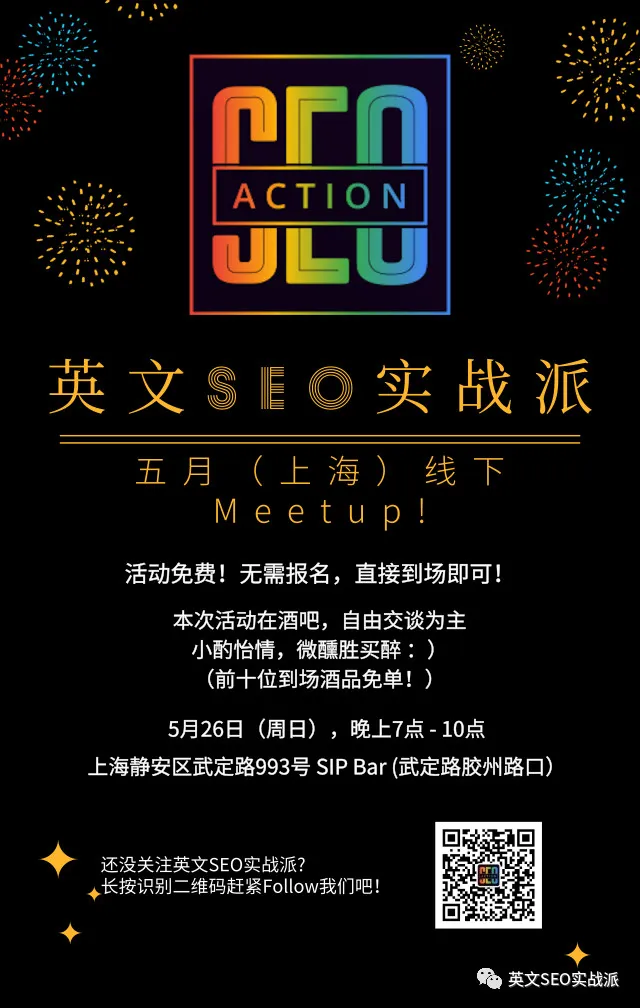 SEO
ACTION
英文SEO实战派
五月（上海）线下
Meetup!
活动免费！无需报名，直接到场即可！
本次活动在酒吧，自由交谈为主
小酌怡情，微醺胜买醉：）
（前十位到场酒品免单！）
5月26日（周日），晚上7点 - 10点
上海静安区武定路993号 SIP Bar (武定路胶州路口）
还没关注英文SEO实战派?
长按识别二维码赶紧Follow我们吧!
SEO
英文SEO实战派